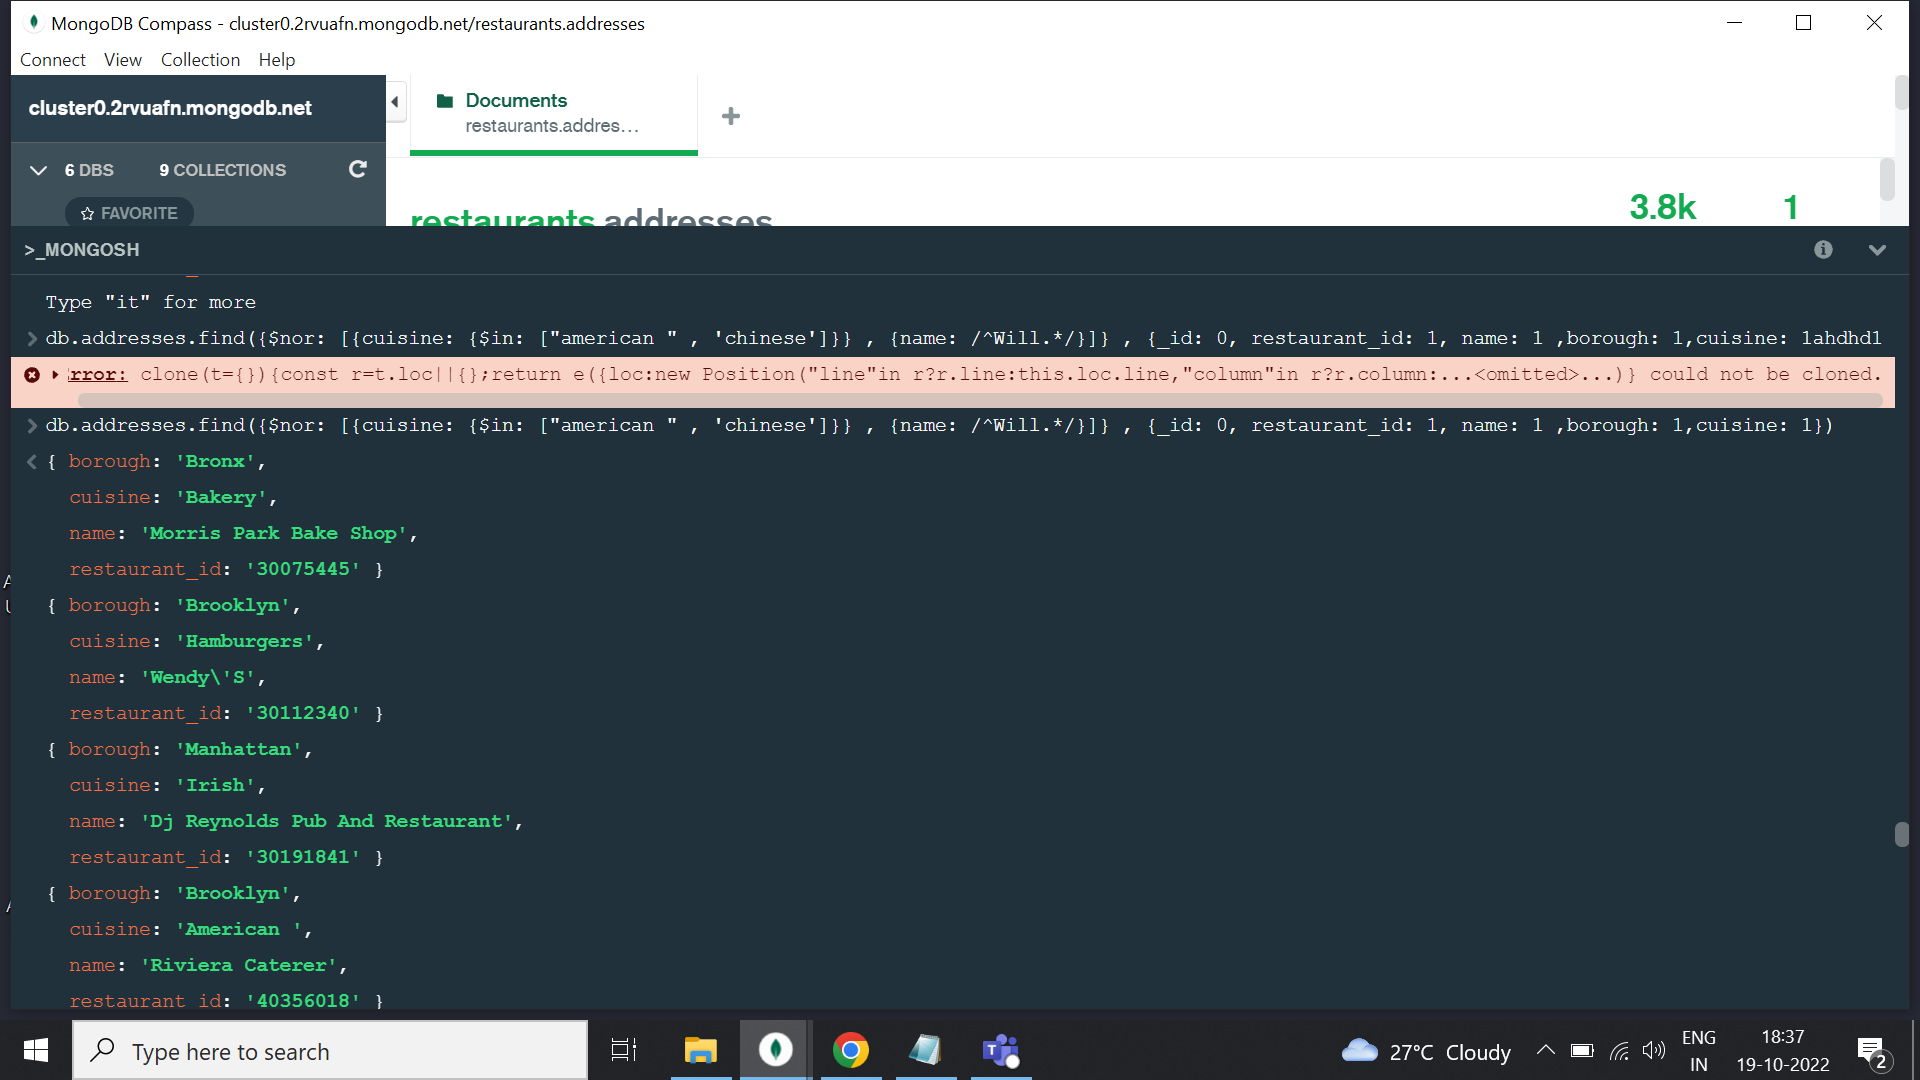 MongoDB Compass - cluster0.2rvuafn.mongodb.net/restaurants.addresses
Connect View Collection Help
cluster0.2rvuafn.mongodb.net
Documents
restaurants.addres...
6 DBS 9 COLLECTIONS
FAVORITE
restaurants.addresses
3.8k 1
>_MONGOSH
Type "it" for more
db.addresses.find({$nor: [{cuisine: {$in: ["american " , 'chinese']}} , {name: /^Will.*/}]} , {_id: 0, restaurant_id: 1, name: 1 ,borough: 1,cuisine: 1ahdhd1
rror: clone(t={}){const r=t.loc||{};return e({loc:new Position("line"in r?r.line:this.loc.line,"column"in r?r.column:...<omitted>...)} could not be cloned.
db.addresses.find({$nor: [{cuisine: {$in: ["american " , 'chinese']}} , {name: /^Will.*/}]} , {_id: 0, restaurant_id: 1, name: 1 ,borough: 1,cuisine: 1})
{ borough: 'Bronx',
cuisine: 'Bakery',
name: 'Morris Park Bake Shop',
restaurant_id: '30075445' }
{ borough: 'Brooklyn',
cuisine: 'Hamburgers',
name: 'Wendy\'S',
restaurant_id: '30112340' }
{ borough: 'Manhattan',
cuisine: 'Irish',
name: 'Dj Reynolds Pub And Restaurant',
restaurant_id: '30191841' }
{ borough: 'Brooklyn',
cuisine: 'American ',
name: 'Riviera Caterer',
restaurant_id: '40356018' }
Type here to search
27°C Cloudy
ENG
IN
18:37
19-10-2022
2